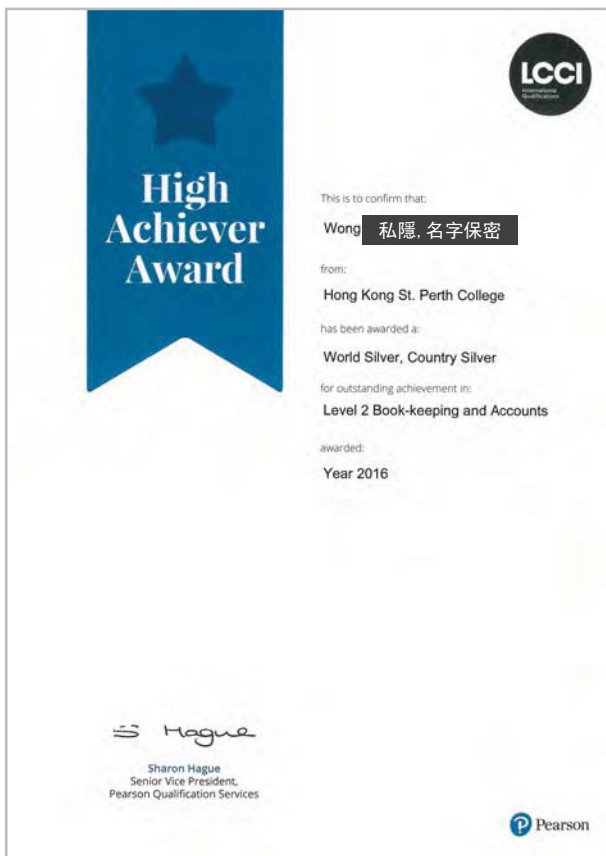 LCCI
International
Qualifications
High
Achiever
Award
This is to confirm that:
Wong 私隱, 名字保密
from:
Hong Kong St. Perth College
has been awarded a:
World Silver, Country Silver
for outstanding achievement in:
Level 2 Book-keeping and Accounts
awarded:
Year 2016
S Hague
Sharon Hague
Senior Vice President,
Pearson Qualification Services
Pearson